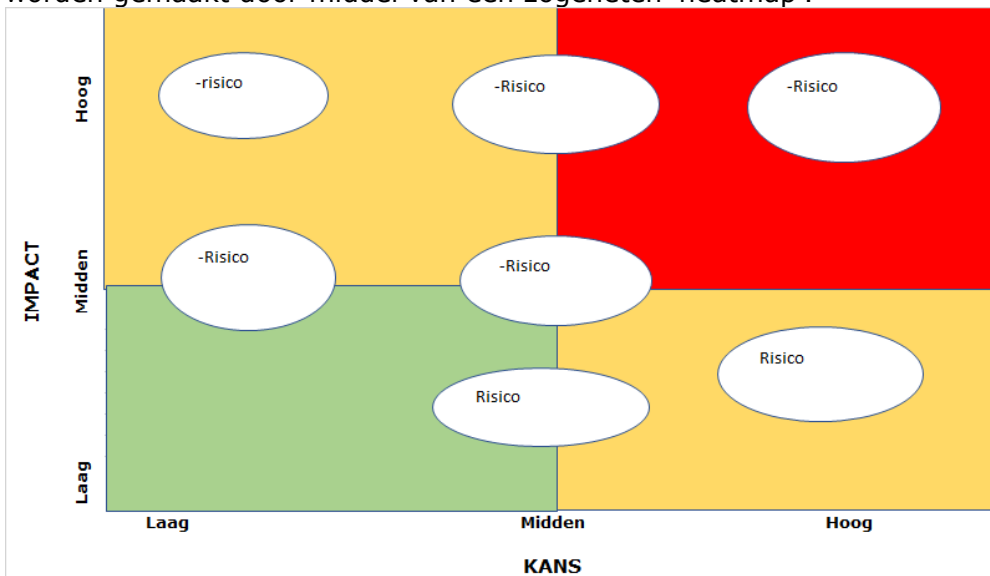 worden gemaakt door middel van een zogeheten 'heatmap'.
-risico
-Risico
-Risico
Hoog
-Risico
-Risico
Midden
IMPACT
Risico
Risico
Laag
Laag
Midden
Hoog
KANS